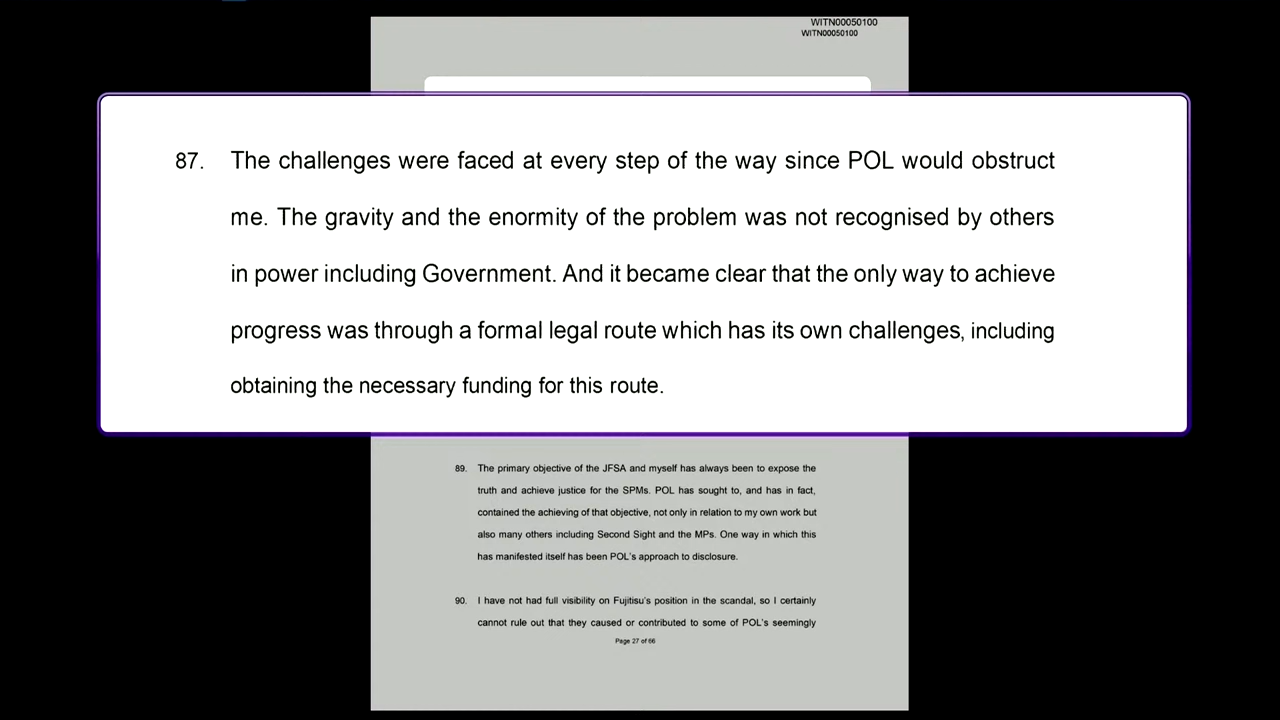 WITN00050100
WITN00050100
87. The challenges were faced at every step of the way since POL would obstruct
me. The gravity and the enormity of the problem was not recognised by others
in power including Government. And it became clear that the only way to achieve
progress was through a formal legal route which has its own challenges, including
obtaining the necessary funding for this route.
89. The primary objective of the JFSA and myself has always been to expose the
truth and achieve justice for the SPMs. POL has sought to, and has in fact,
contained the achieving of that objective, not only in relation to my own work but
also many others including Second Sight and the MPs. One way in which this
has manifested itself has been POL's approach to disclosure.
90. I have not had full visibility on Fujitisu's position in the scandal, so I certainly
cannot rule out that they caused or contributed to some of POL's seemingly
Page 27 of 66